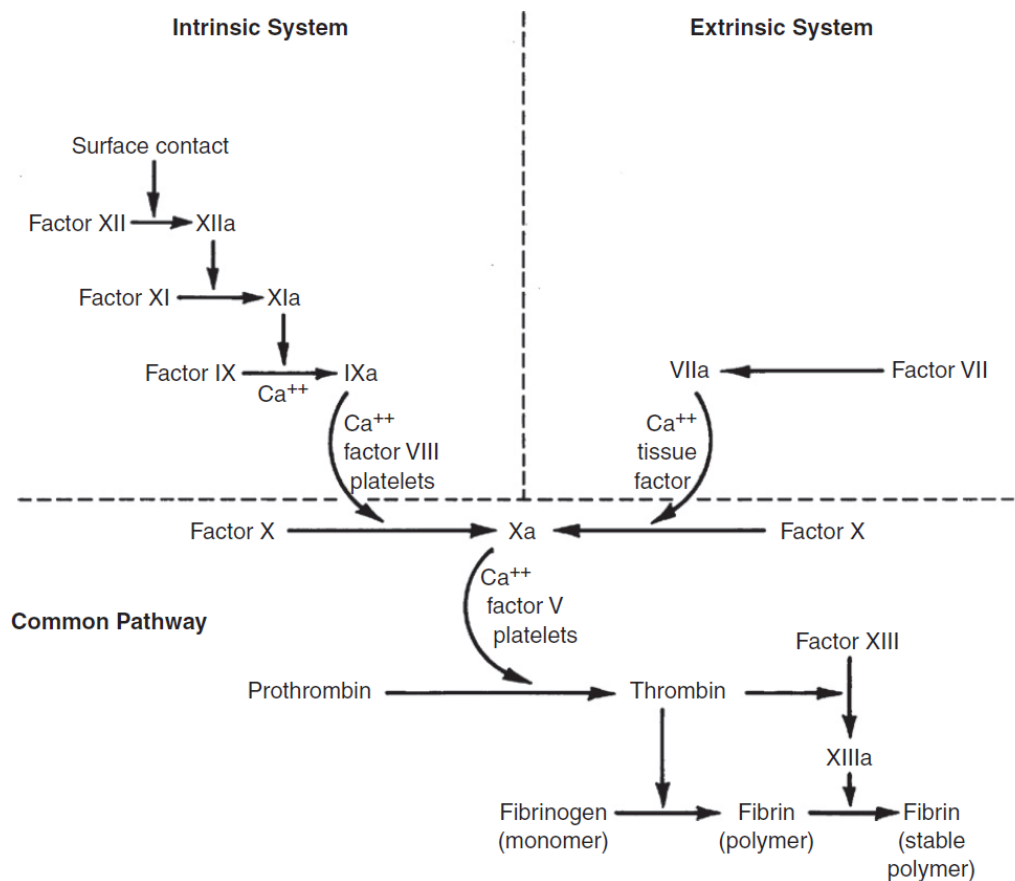 Intrinsic System
Extrinsic System
Surface contact
Factor XII
XIIa
Factor XI
XIa
Factor IX
Ca++
IXa
VIIa
Factor VII
Ca++
factor VIII
platelets
Ca++
tissue
factor
Factor X
Xa
Factor X
Ca++
factor V
platelets
Common Pathway
Factor XIII
Prothrombin
Thrombin
XIIIa
Fibrinogen
(monomer)
Fibrin
(polymer)
Fibrin
(stable
polymer)